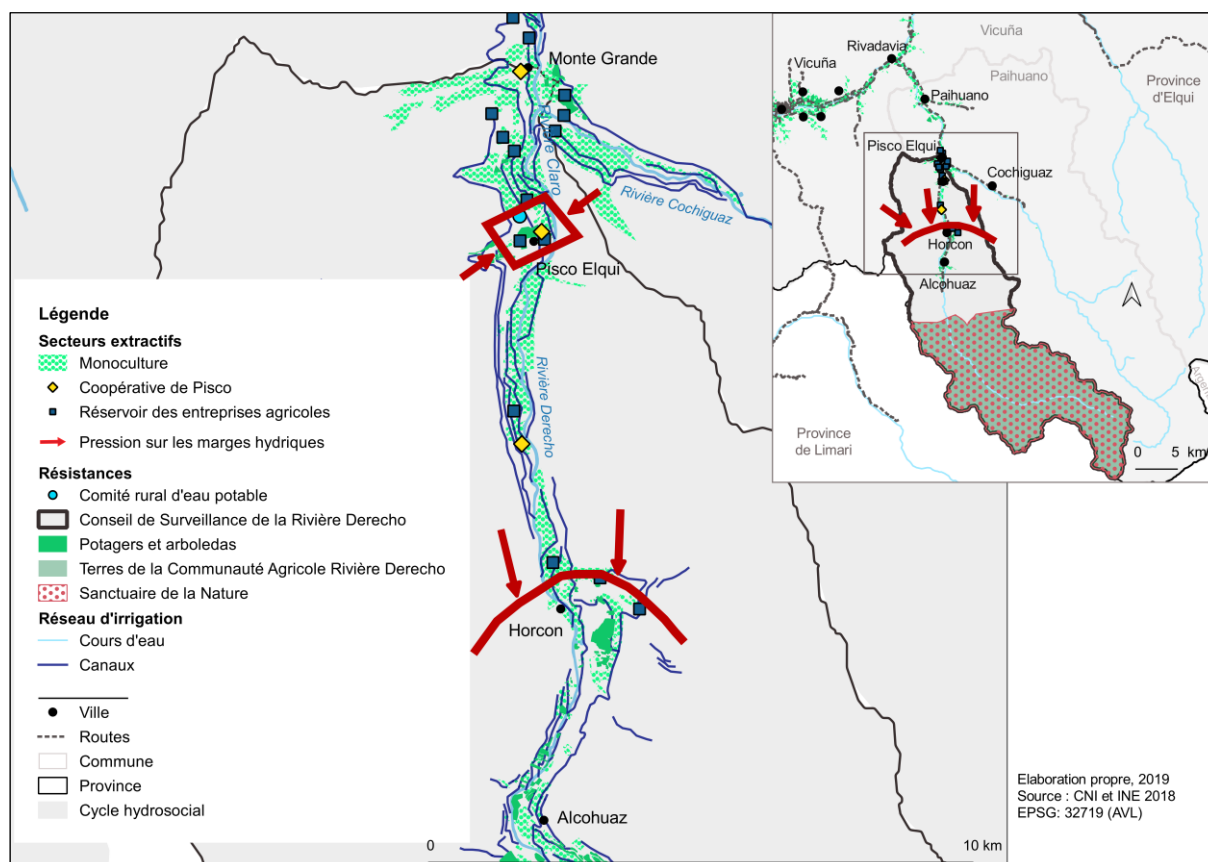 Monte Grande
Rivière Claro
Rivière Cochiguaz
Pisco Elqui
Rivière Derecho
Horcon
Alcohuaz
0
10 km
Légende
Secteurs extractifs
Monoculture
Coopérative de Pisco
Réservoir des entreprises agricoles
Pression sur les marges hydriques
Résistances
Comité rural d'eau potable
Conseil de Surveillance de la Rivière Derecho
Potagers et arboledas
Terres de la Communauté Agricole Rivière Derecho
Sanctuaire de la Nature
Réseau d'irrigation
Cours d'eau
Canaux
Ville
Routes
Commune
Province
Cycle hydrosocial
Vicuña
Rivadavia
Vicuña
Paihuano
Province
d'Elqui
Paihuano
Pisco Elqui
Cochiguaz
Horcon
Alcohuaz
Province
de Limari
0 5 km
Elaboration propre, 2019
Source : CNI et INE 2018
EPSG: 32719 (AVL)